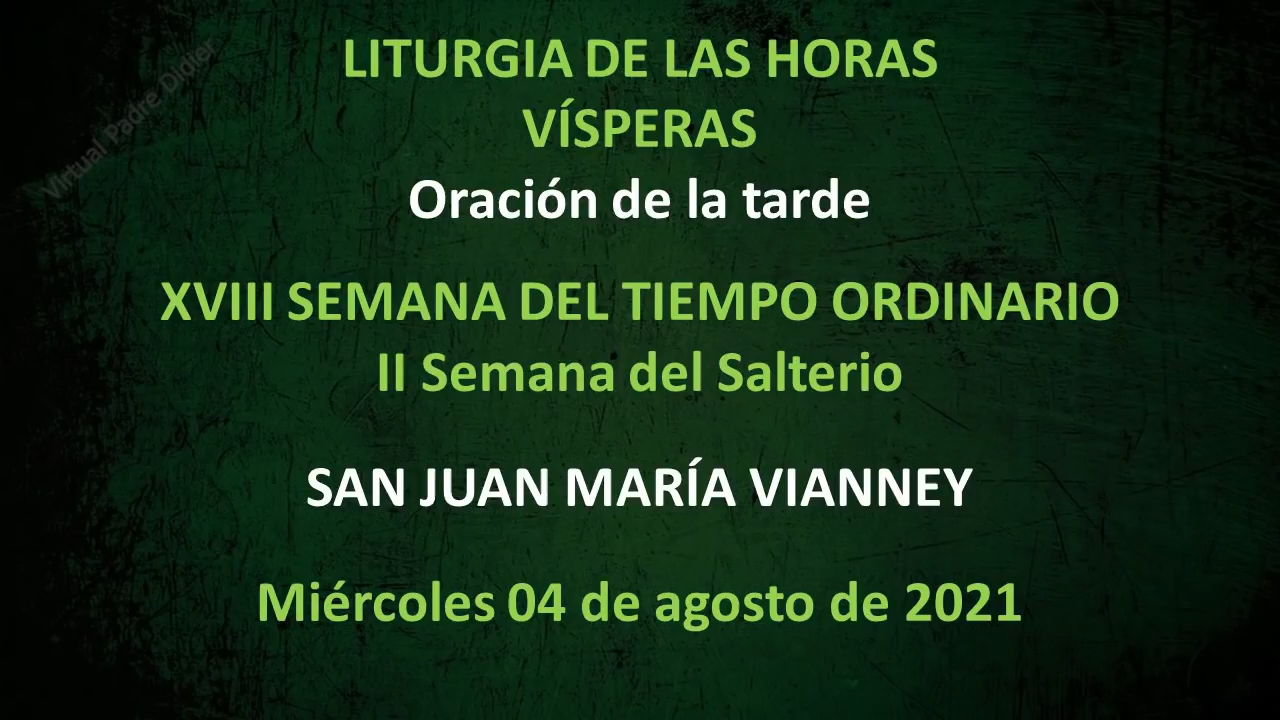 Virtual Padre Didier
LITURGIA DE LAS HORAS
VÍSPERAS
Oración de la tarde
XVIII SEMANA DEL TIEMPO ORDINARIO
II Semana del Salterio
SAN JUAN MARÍA VIANNEY
Miércoles 04 de agosto de 2021